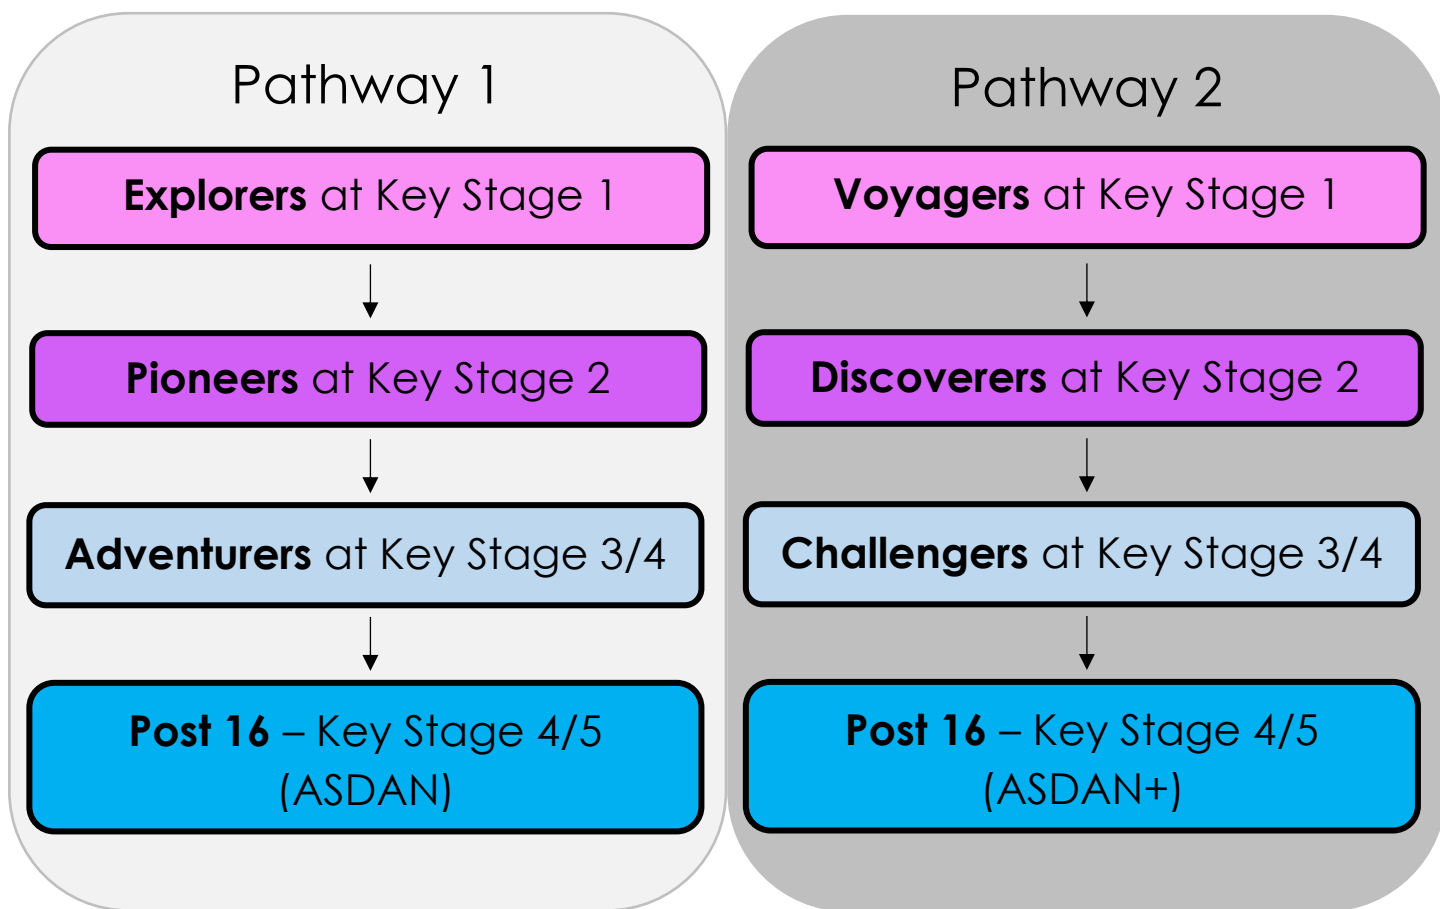 Pathway 1
Explorers at Key Stage 1
Pioneers at Key Stage 2
Adventurers at Key Stage 3/4
Post 16 – Key Stage 4/5
(ASDAN)
Pathway 2
Voyagers at Key Stage 1
Discoverers at Key Stage 2
Challengers at Key Stage 3/4
Post 16 – Key Stage 4/5
(ASDAN+)